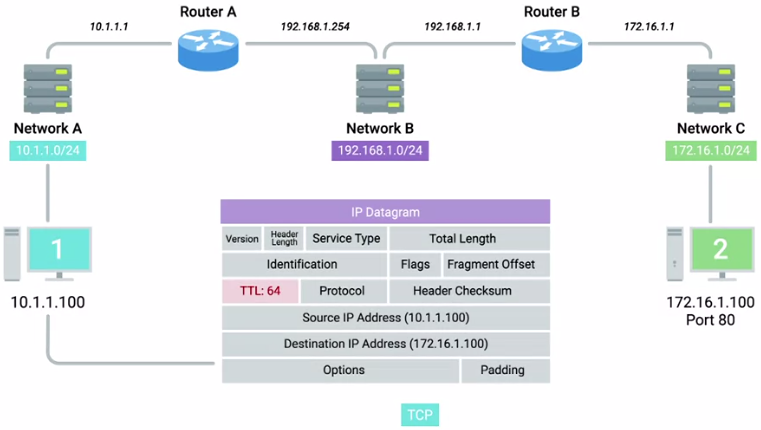 Router A
Router B
10.1.1.1
192.168.1.254
192.168.1.1
172.16.1.1
Network A
Network B
Network C
10.1.1.0/24
192.168.1.0/24
172.16.1.0/24
IP Datagram
Version
Header Length
Service Type
Total Length
Identification
Flags
Fragment Offset
TTL: 64
Protocol
Header Checksum
Source IP Address (10.1.1.100)
Destination IP Address (172.16.1.100)
Options
Padding
1
10.1.1.100
2
172.16.1.100
Port 80
TCP